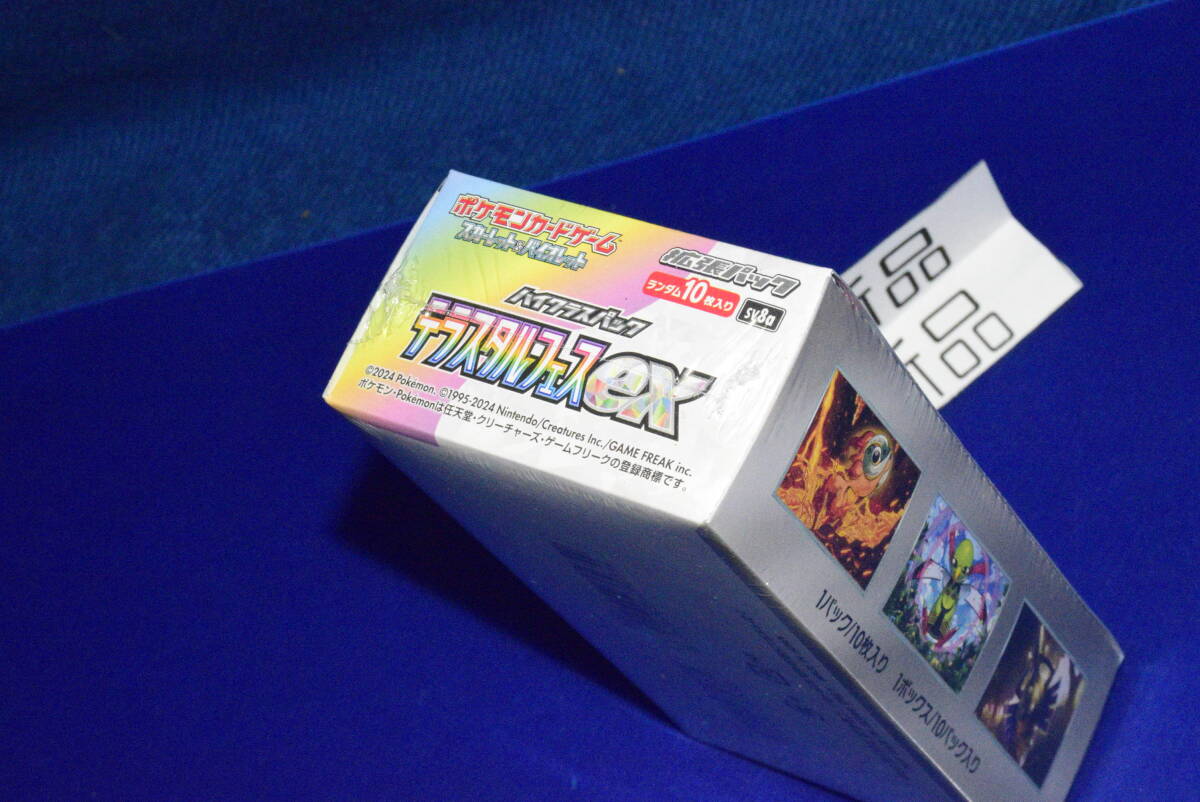 ポケモンカードゲーム
スカーレット&バイオレット
拡張パック
ランダム10枚入り
sv8a
ハイクラスパック
テラスタルフェスex
©2024 Pokémon. ©1995-2024 Nintendo/Creatures Inc./GAME FREAK inc.
ポケモン・Pokémonは任天堂・クリーチャーズ・ゲームフリークの登録商標です。
1パック/10枚入り 1ボックス/10パック入り
品
品